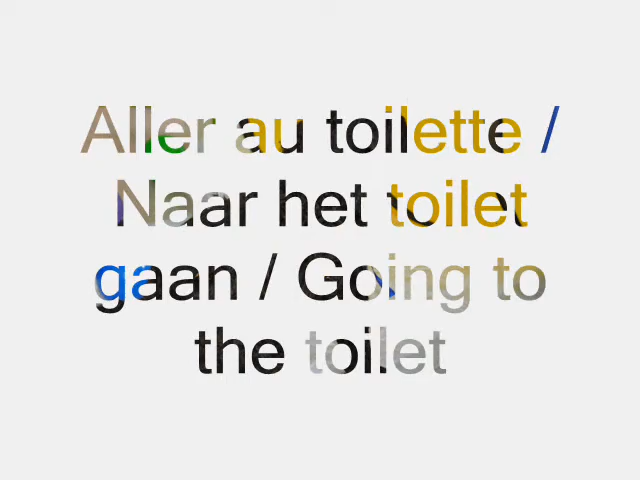 Aller au toilette /
Naar het toilet
gaan / Going to
the toilet